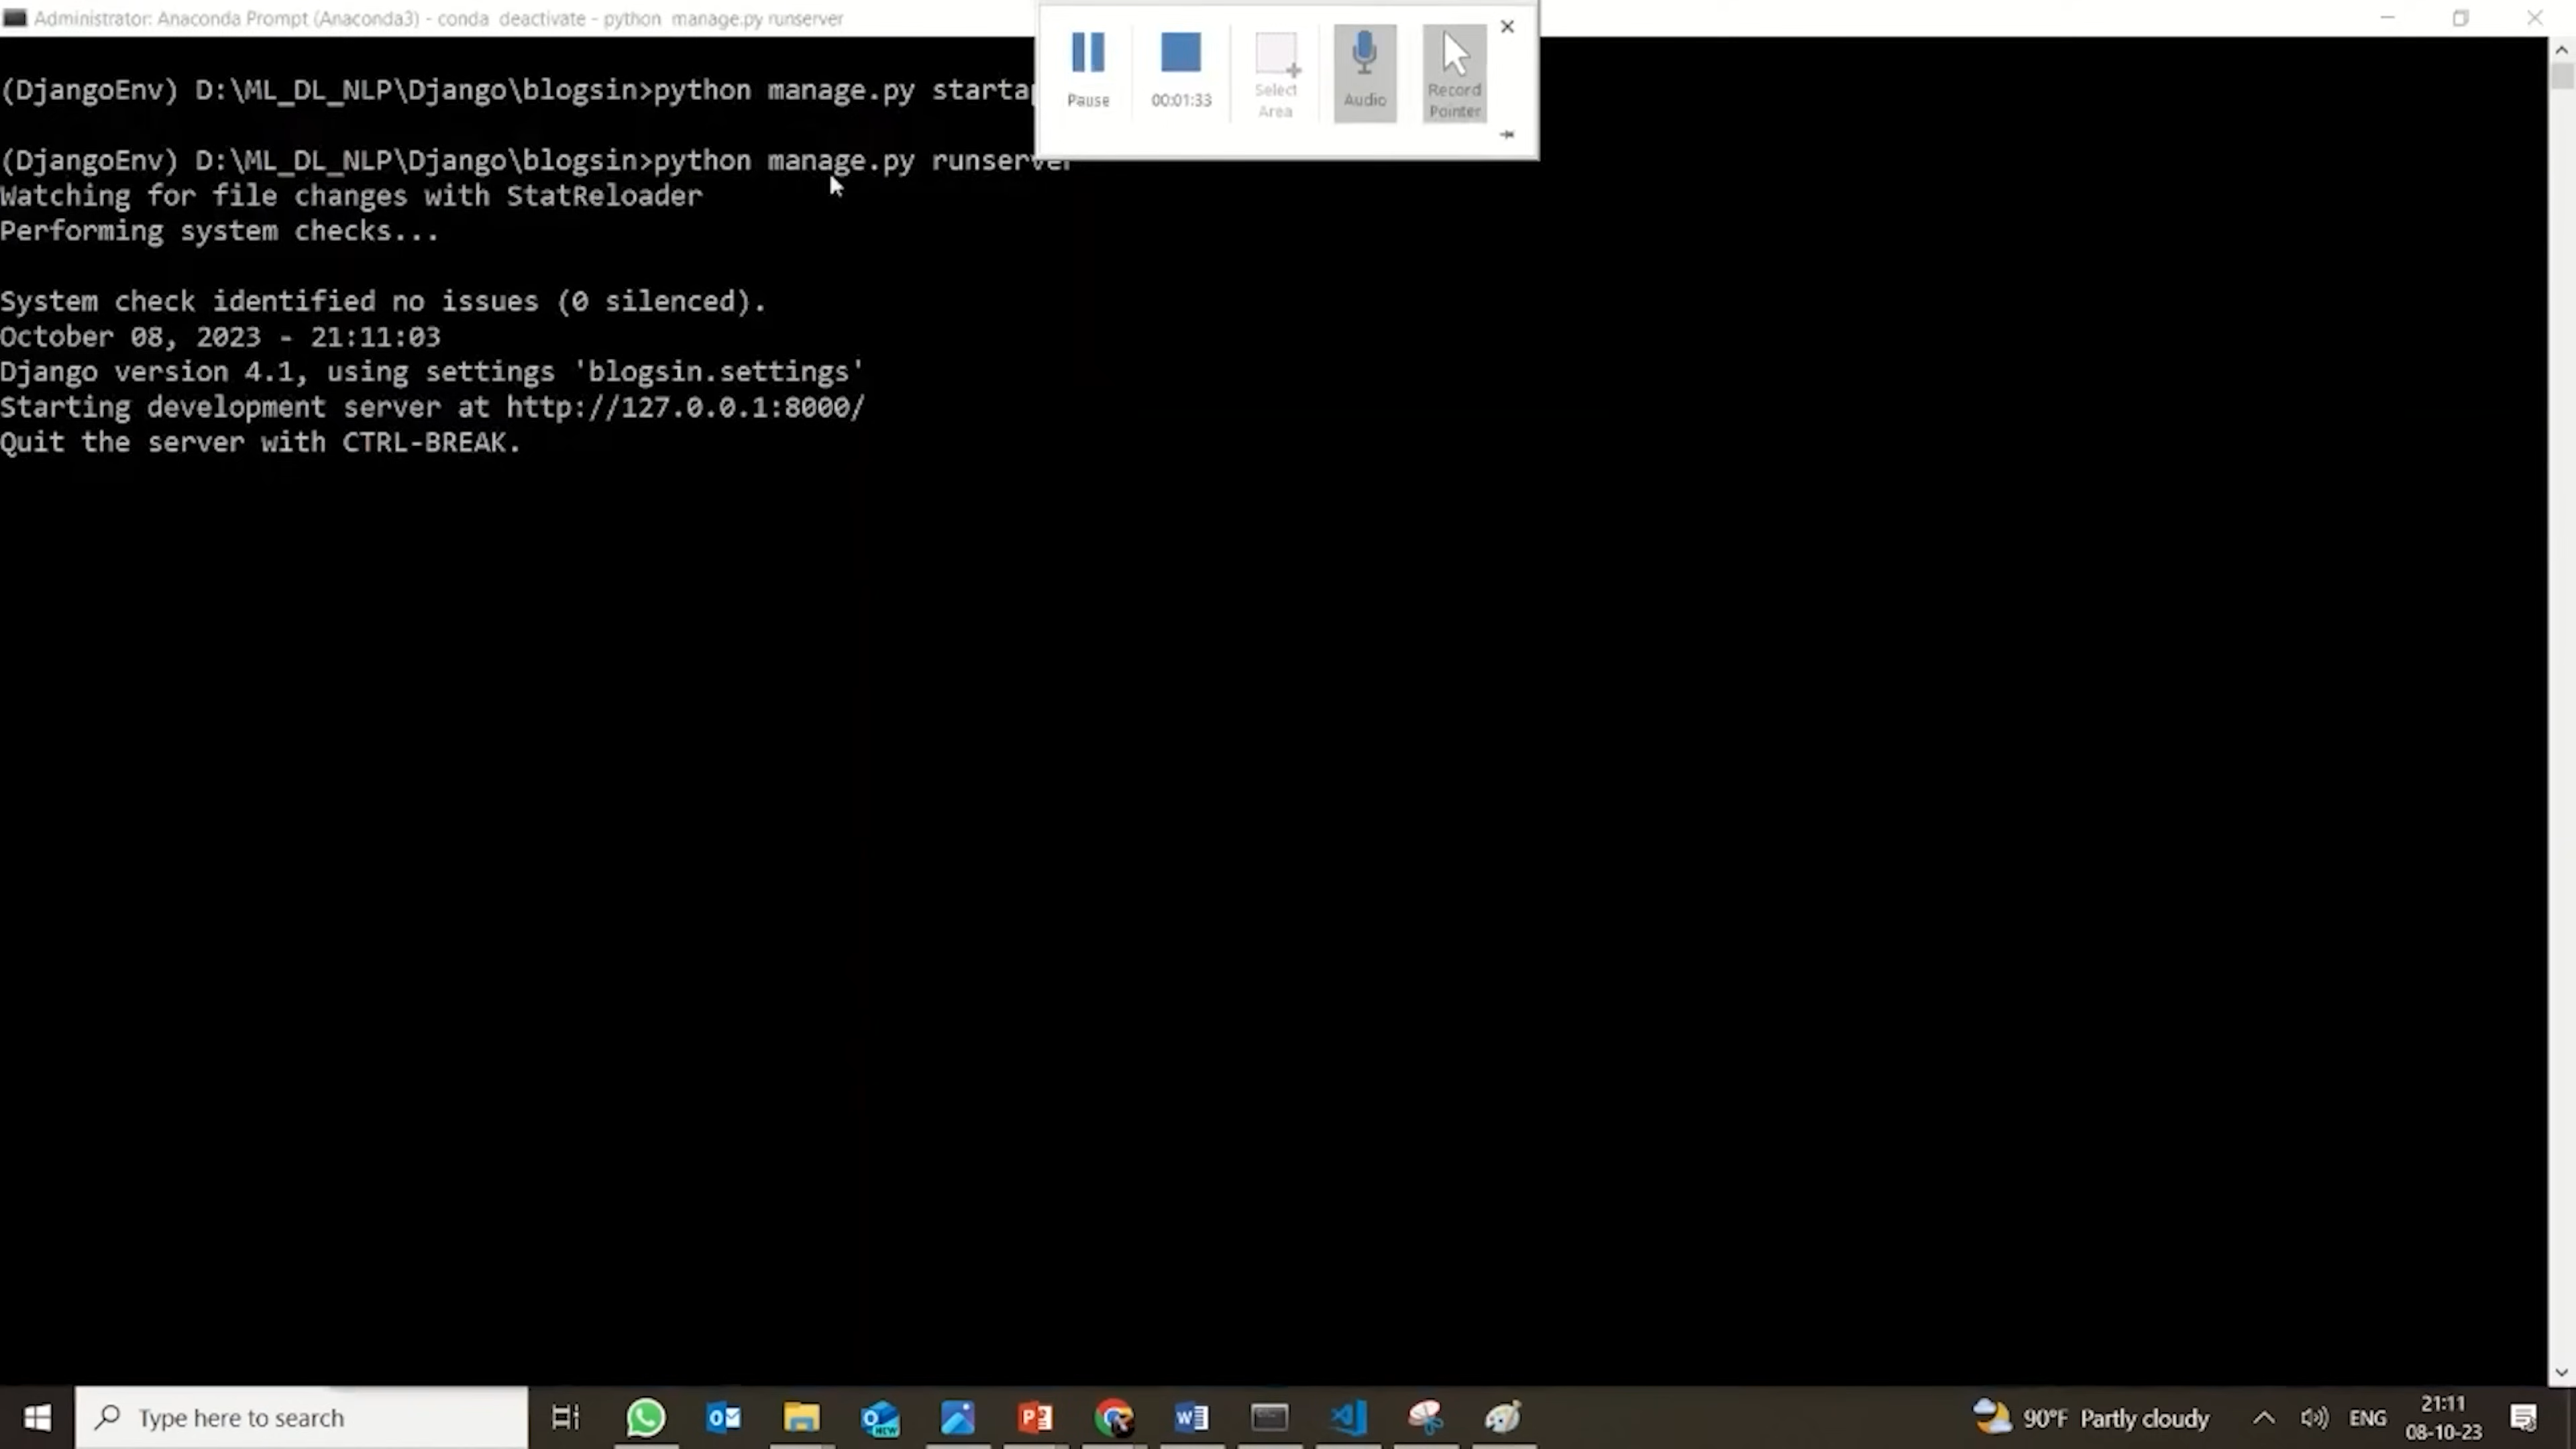 Administrator: Anaconda Prompt (Anaconda3) - conda deactivate - python manage.py runserver
Pause
00:01:33
Select
Area
Audio
Record
Pointer
(DjangoEnv) D:\ML_DL_NLP\Django\blogsin>python manage.py starta
(DjangoEnv) D:\ML_DL_NLP\Django\blogsin>python manage.py runserver
Watching for file changes with StatReloader
Performing system checks...
System check identified no issues (0 silenced).
October 08, 2023 - 21:11:03
Django version 4.1, using settings 'blogsin.settings'
Starting development server at http://127.0.0.1:8000/
Quit the server with CTRL-BREAK.
Type here to search
NEW
90°F Partly cloudy
ENG
21:11
08-10-23